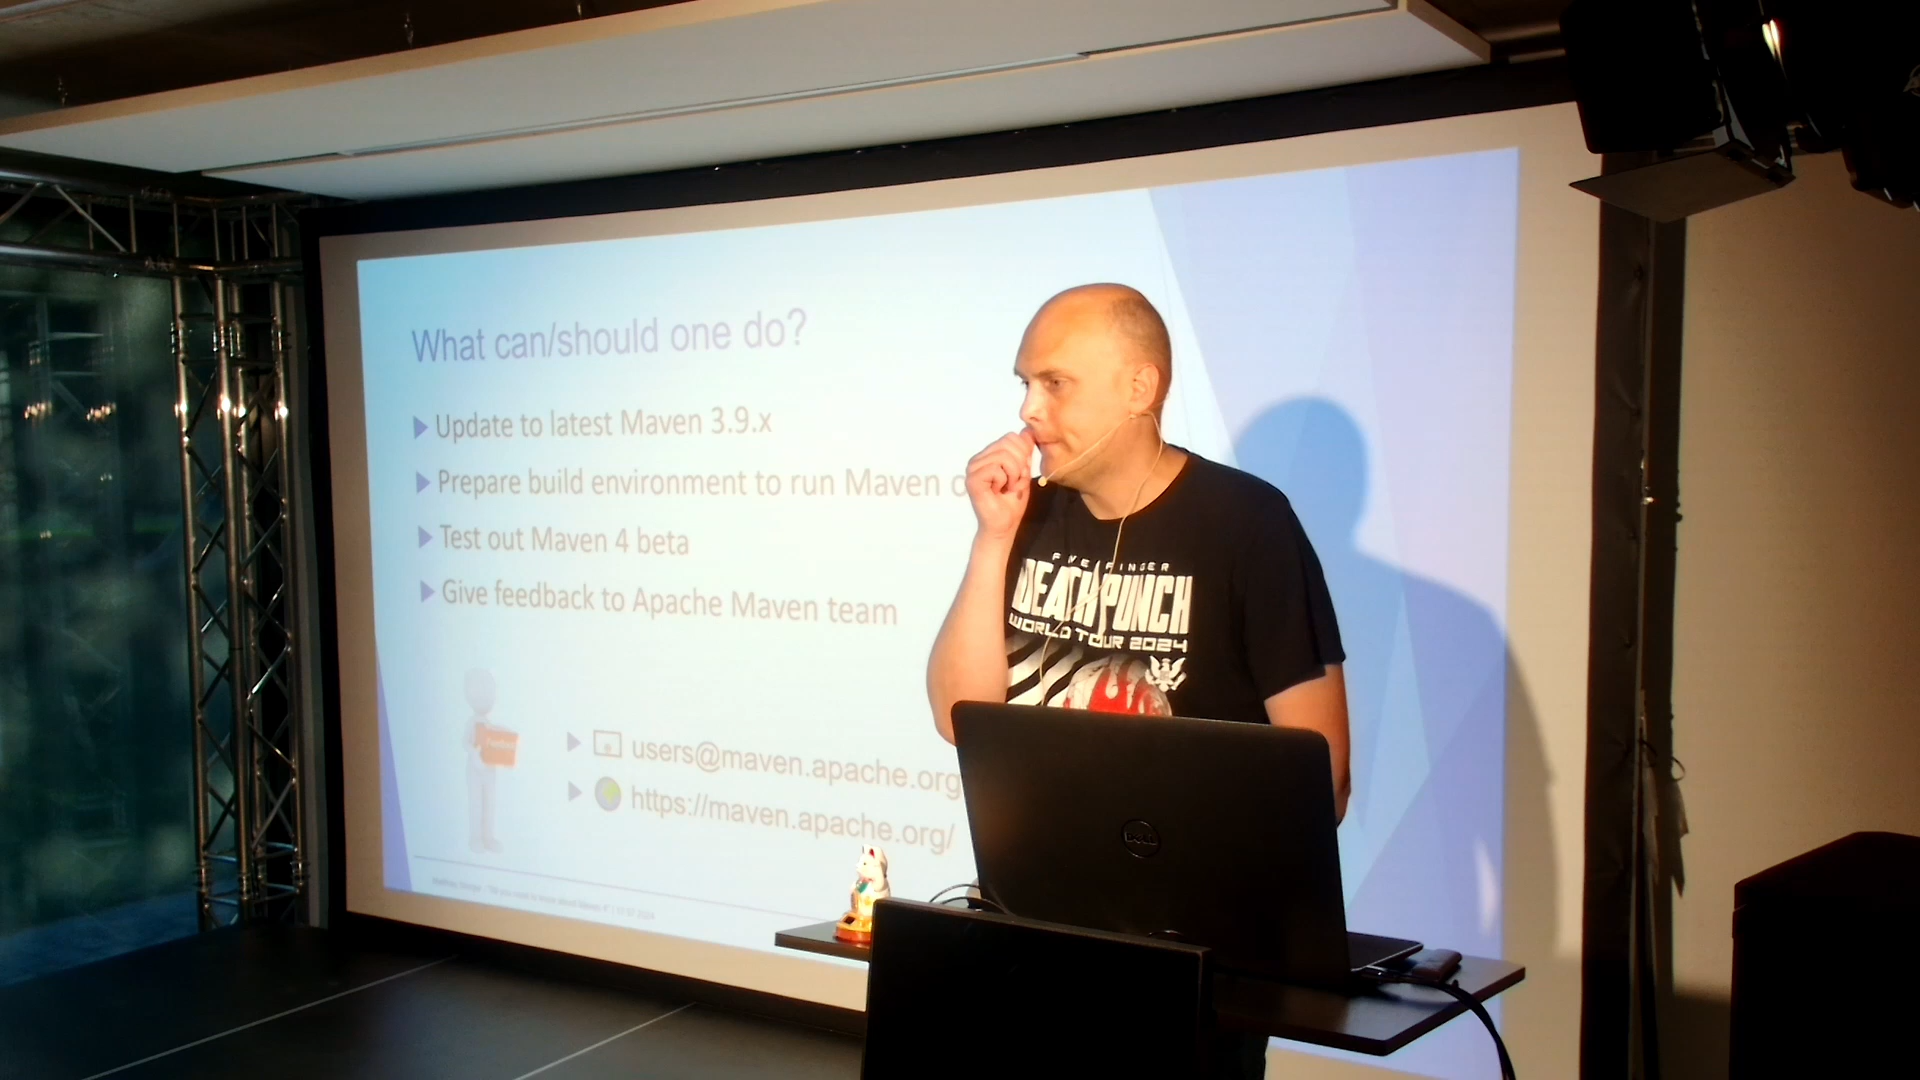 What can/should one do?
Update to latest Maven 3.9.x
Prepare build environment to run Maven
Test out Maven 4 beta
Give feedback to Apache Maven team
users@maven.apache.org
https://maven.apache.org/
FIVE FINGER
DEATH PUNCH
WORLD TOUR 2024
DELL